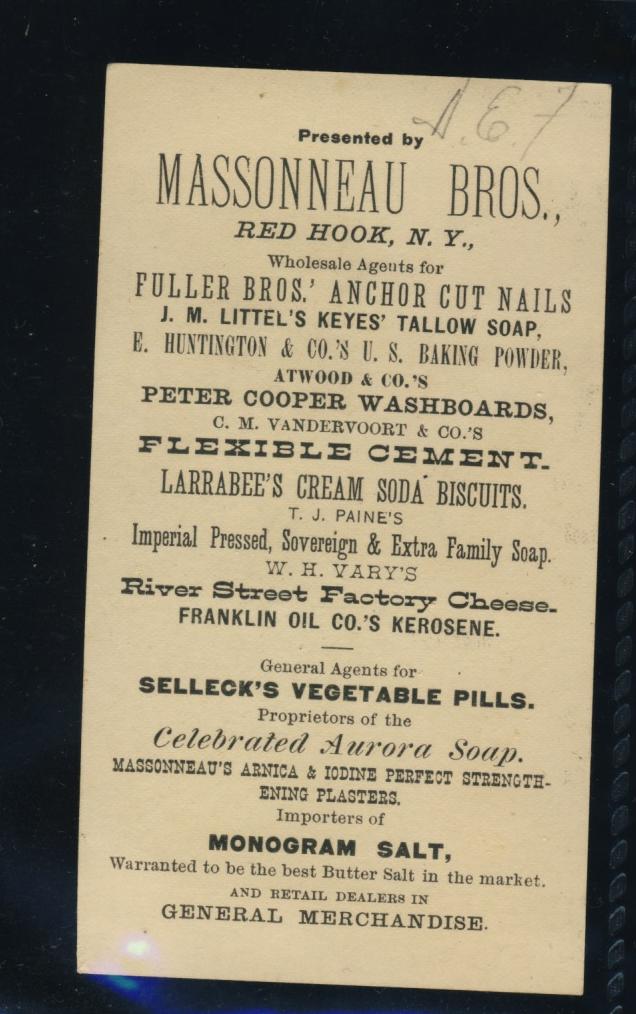 A.E.7
Presented by
MASSONNEAU BROS.,
RED HOOK, N. Y.,
Wholesale Agents for
FULLER BROS.' ANCHOR CUT NAILS
J. M. LITTEL'S KEYES' TALLOW SOAP,
E. HUNTINGTON & CO.'S U. S. BAKING POWDER,
ATWOOD & CO.'S
PETER COOPER WASHBOARDS,
C. M. VANDERVOORT & CO.'S
FLEXIBLE CEMENT.
LARRABEE'S CREAM SODA BISCUITS.
T. J. PAINE'S
Imperial Pressed, Sovereign & Extra Family Soap.
W. H. VARY'S
River Street Factory Cheese.
FRANKLIN OIL CO.'S KEROSENE.
General Agents for
SELLECK'S VEGETABLE PILLS.
Proprietors of the
Celebrated Aurora Soap.
MASSONNEAU'S ARNICA & IODINE PERFECT STRENGTH-
ENING PLASTERS.
Importers of
MONOGRAM SALT,
Warranted to be the best Butter Salt in the market.
AND RETAIL DEALERS IN
GENERAL MERCHANDISE.